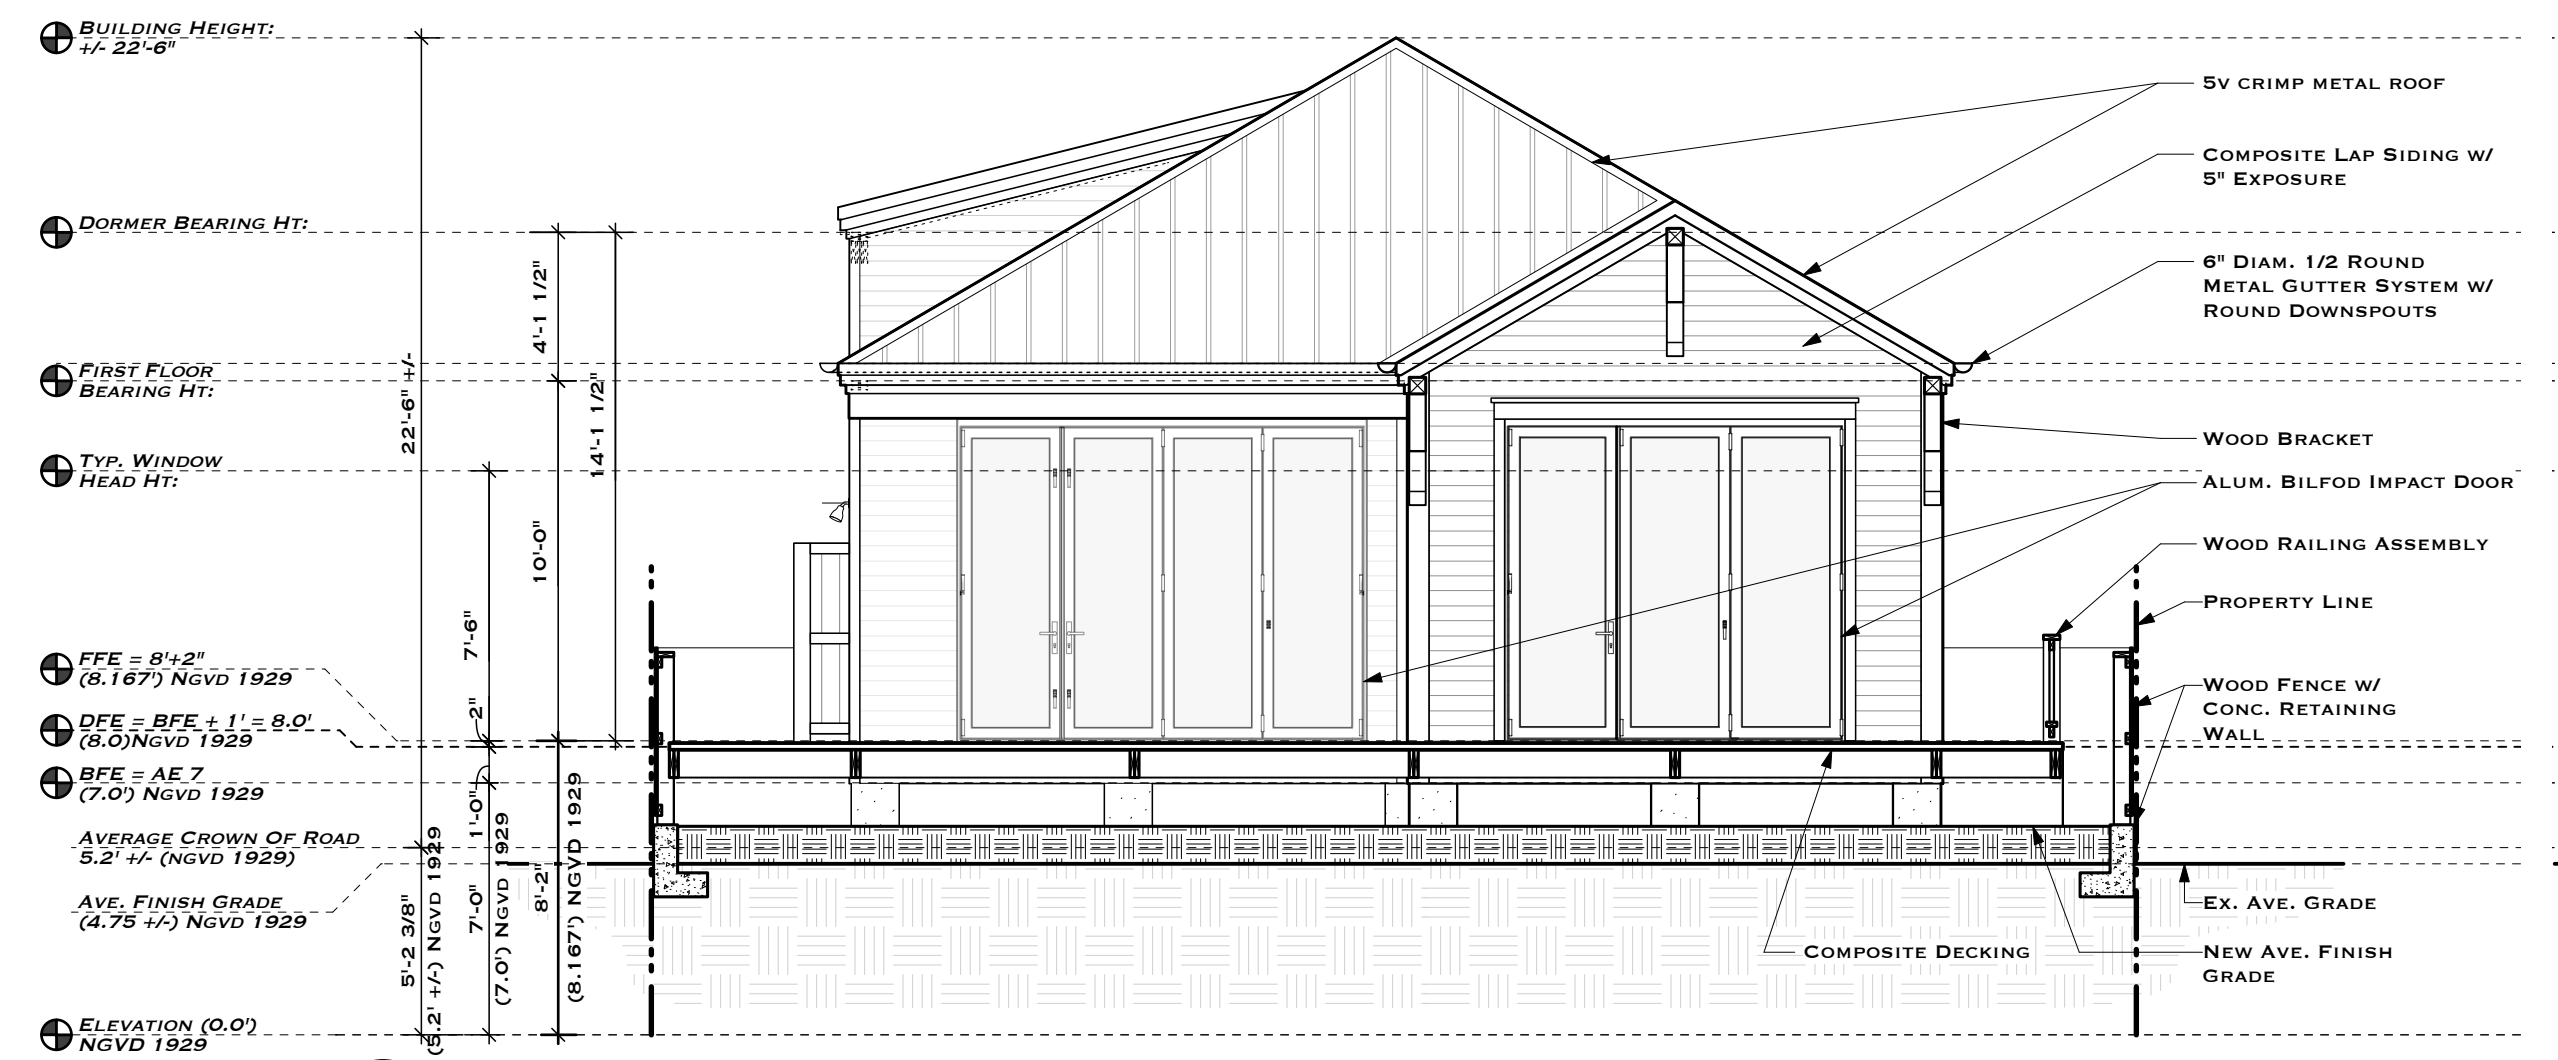 BUILDING HEIGHT:
+/- 22'-6"
DORMER BEARING HT:
FIRST FLOOR
BEARING HT:
TYP. WINDOW
HEAD HT:
FFE = 8'+2"
(8.167') NGVD 1929
DFE = BFE + 1' = 8.0'
(8.0)NGVD 1929
BFE = AE 7
(7.0') NGVD 1929
AVERAGE CROWN OF ROAD
5.2' +/- (NGVD 1929)
AVE. FINISH GRADE
(4.75 +/-) NGVD 1929
ELEVATION (0.0')
NGVD 1929
22'-6" +/-
5'-2 3/8"
(5.2' +/-) NGVD 1929
7'-6"
2"
1'-0"
7'-0"
(7.0') NGVD 1929
4'-1 1/2"
10'-0"
8'-2"
(8.167') NGVD 1929
14'-1 1/2"
5V CRIMP METAL ROOF
COMPOSITE LAP SIDING W/
5" EXPOSURE
6" DIAM. 1/2 ROUND
METAL GUTTER SYSTEM W/
ROUND DOWNSPOUTS
WOOD BRACKET
ALUM. BILFOD IMPACT DOOR
WOOD RAILING ASSEMBLY
PROPERTY LINE
WOOD FENCE W/
CONC. RETAINING
WALL
EX. AVE. GRADE
COMPOSITE DECKING
NEW AVE. FINISH
GRADE